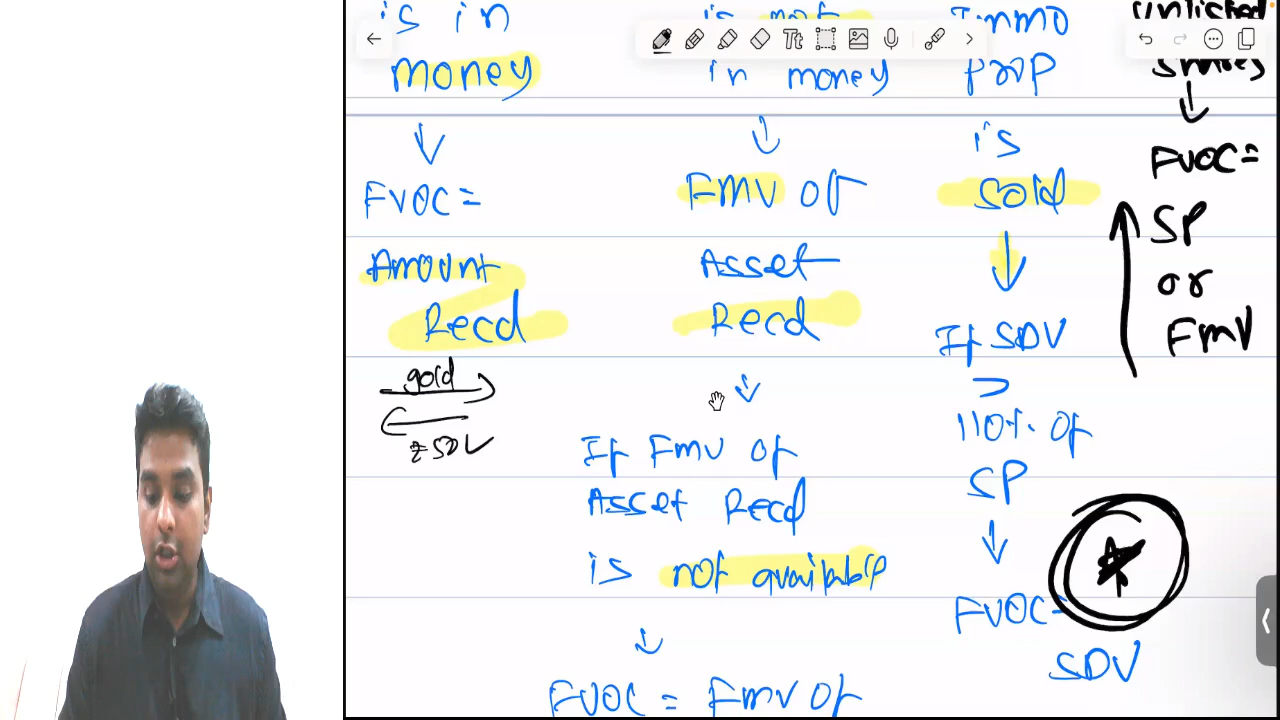 is in
money
FVOC =
Amount
Recd
gold
₹ 50L
is not
in money
FMV of
Asset
Recd
If FMV of
Asset Recd
is not available
FVOC = FMV of
Immo
Prop
is
sold
If SDV
>
110% of
SP
FVOC =
SDV
unlisted
shares
FVOC =
SP
or
FMV
Tt